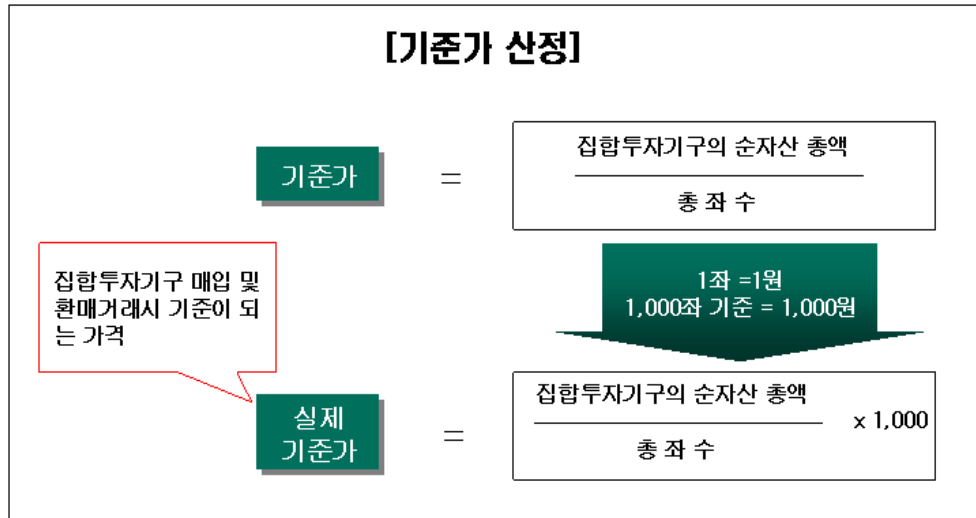 [기준가 산정]
기준가
=
집합투자기구의 순자산 총액
총 좌 수
집합투자기구 매입 및
환매거래시 기준이 되
는 가격
1좌 =1원
1,000좌 기준 = 1,000원
실제
기준가
=
집합투자기구의 순자산 총액
총 좌 수
x 1,000